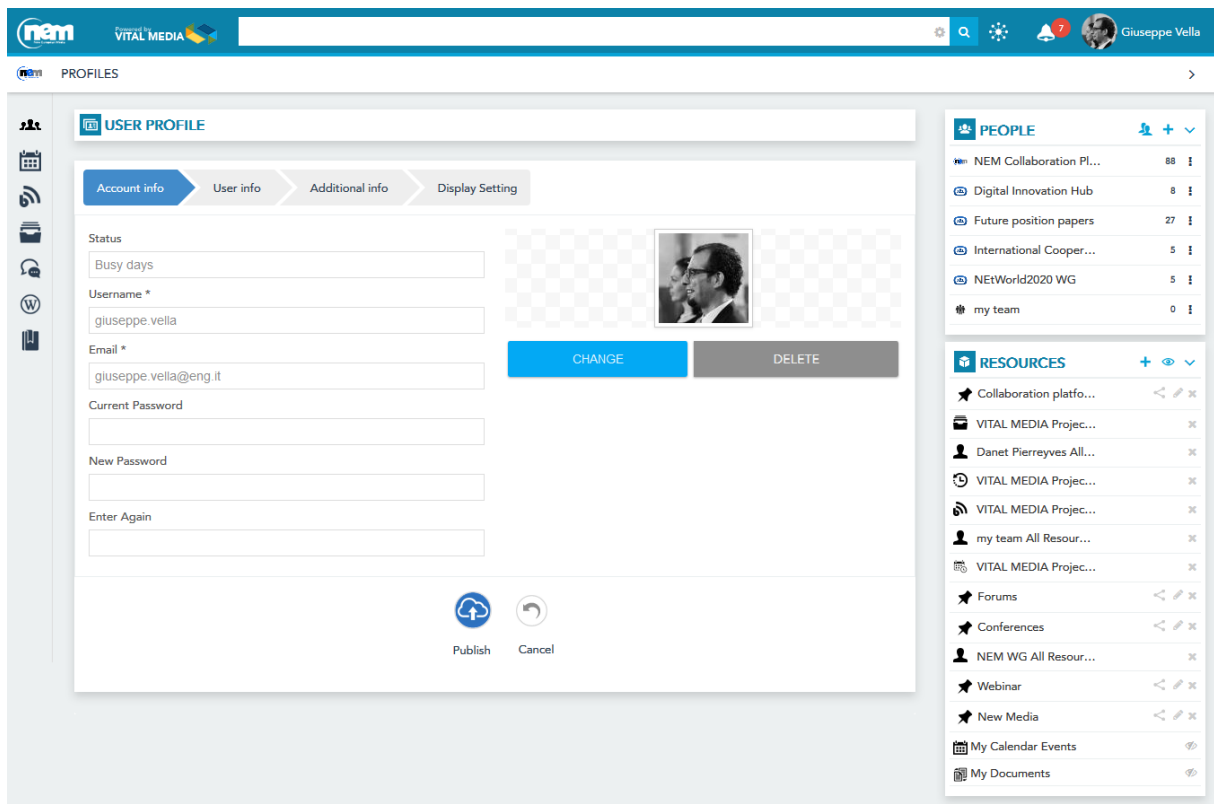 nem
Powered by
VITAL MEDIA
7
Giuseppe Vella
nem
PROFILES
USER PROFILE
Account info
User info
Additional info
Display Setting
Status
Busy days
Username *
giuseppe.vella
Email *
giuseppe.vella@eng.it
Current Password
New Password
Enter Again
CHANGE
DELETE
Publish
Cancel
PEOPLE
nem NEM Collaboration Pl... 88
Digital Innovation Hub 8
Future position papers 27
International Cooper... 5
NEtWorld2020 WG 5
my team 0
RESOURCES
Collaboration platfo...
VITAL MEDIA Projec...
Danet Pierreyves All...
VITAL MEDIA Projec...
VITAL MEDIA Projec...
my team All Resour...
VITAL MEDIA Projec...
Forums
Conferences
NEM WG All Resour...
Webinar
New Media
My Calendar Events
My Documents